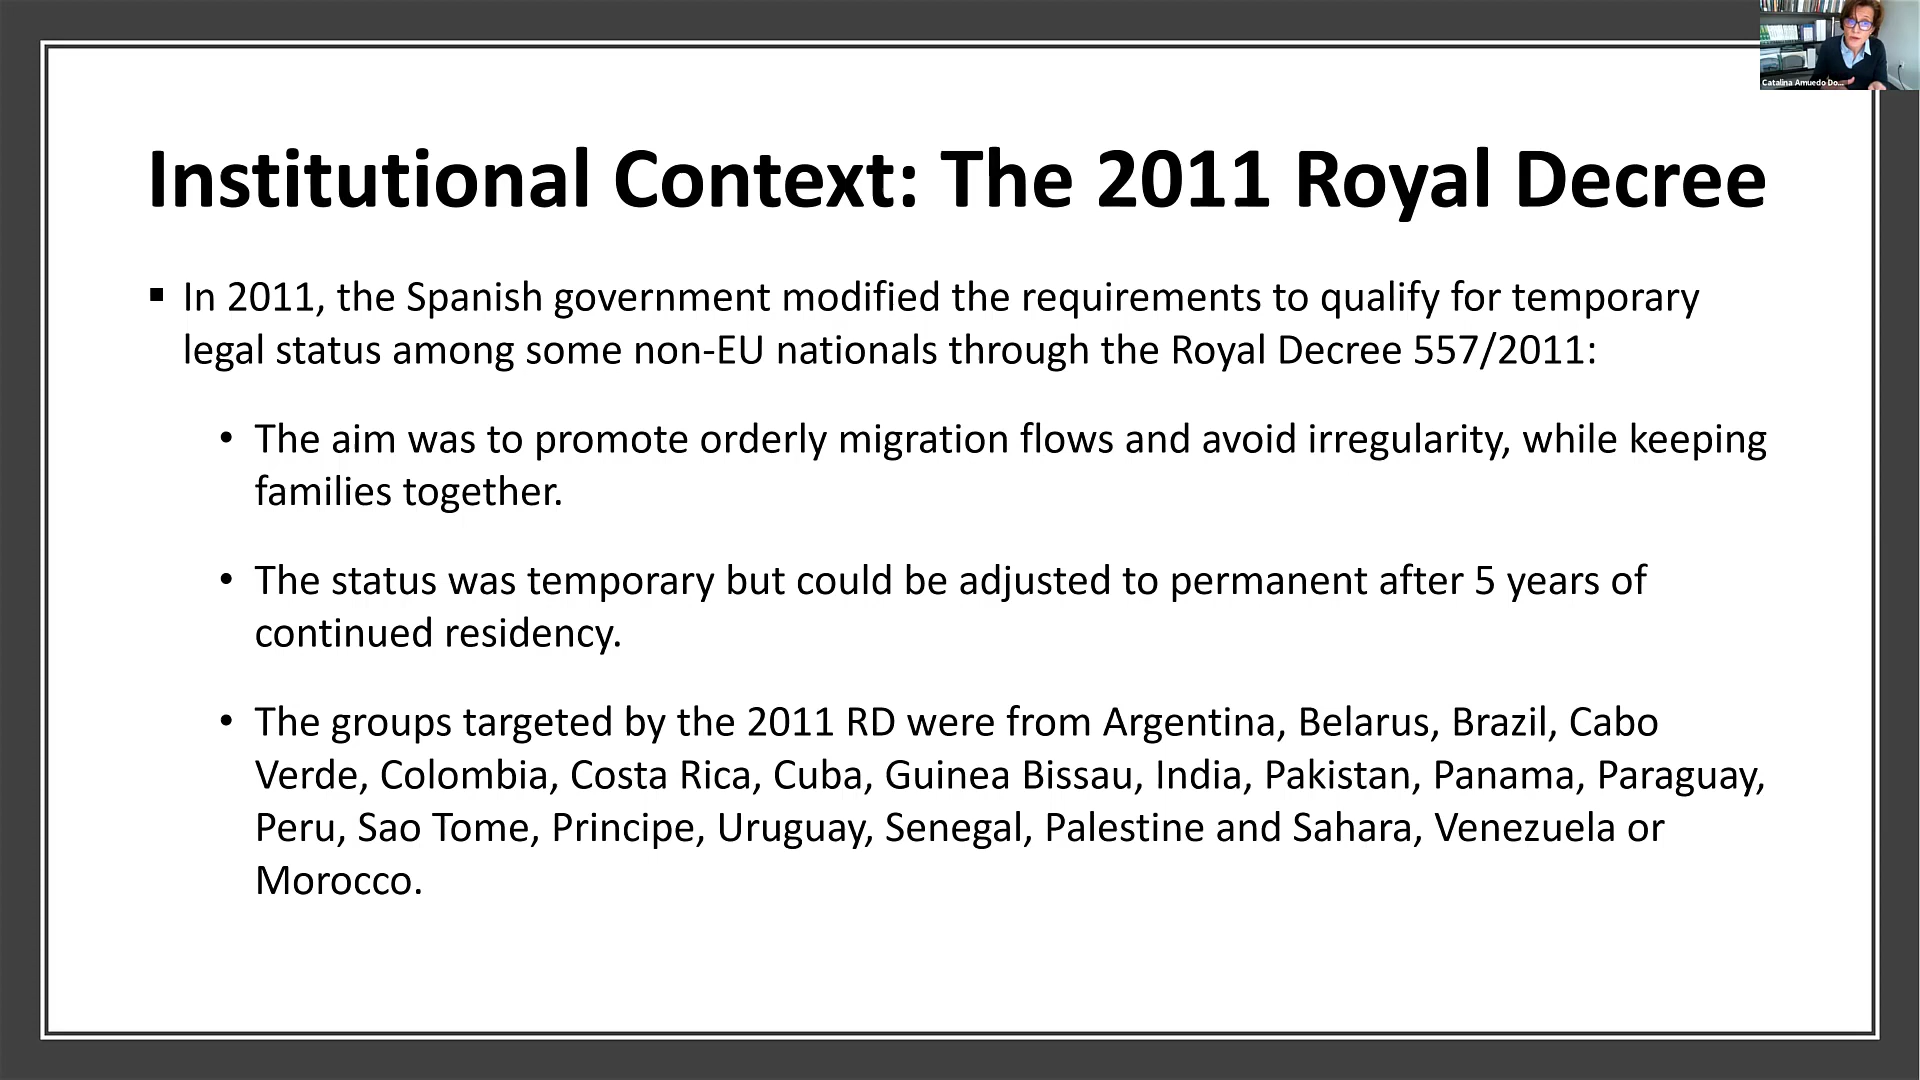 Catalina Amuedo Do...
Institutional Context: The 2011 Royal Decree
▪ In 2011, the Spanish government modified the requirements to qualify for temporary
legal status among some non-EU nationals through the Royal Decree 557/2011:
• The aim was to promote orderly migration flows and avoid irregularity, while keeping
families together.
• The status was temporary but could be adjusted to permanent after 5 years of
continued residency.
• The groups targeted by the 2011 RD were from Argentina, Belarus, Brazil, Cabo
Verde, Colombia, Costa Rica, Cuba, Guinea Bissau, India, Pakistan, Panama, Paraguay,
Peru, Sao Tome, Principe, Uruguay, Senegal, Palestine and Sahara, Venezuela or
Morocco.